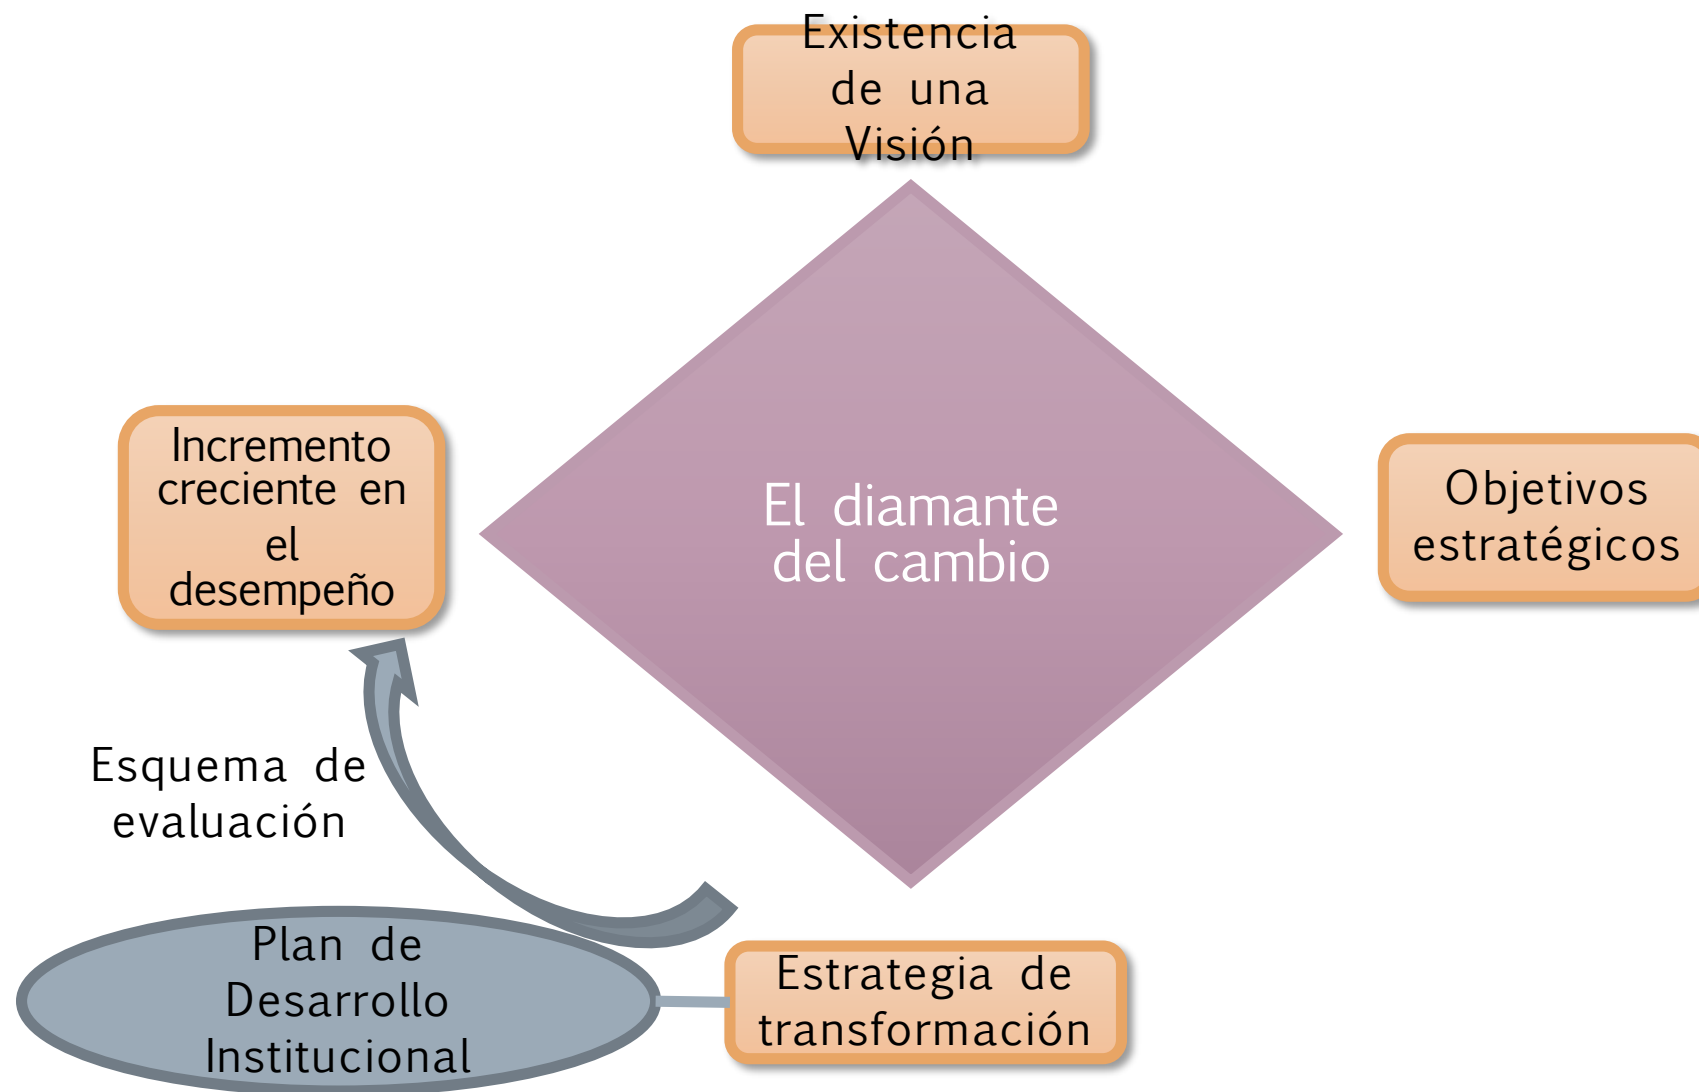 Existencia
de una
Visión
Incremento
creciente en
el
desempeño
El diamante
del cambio
Objetivos
estratégicos
Esquema de
evaluación
Plan de
Desarrollo
Institucional
Estrategia de
transformación